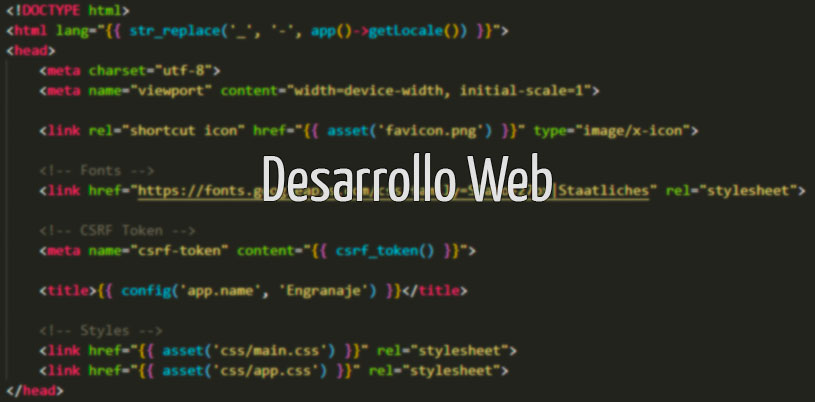 <!DOCTYPE html>
<html lang="{{ str_replace('_', '-', app()->getLocale()) }}">
<head>
<meta charset="utf-8">
<meta name="viewport" content="width=device-width, initial-scale=1">
<link rel="shortcut icon" href="{{ asset('favicon.png') }}" type="image/x-icon">
<!-- Fonts -->
Desarrollo Web
<link href="https://fonts. |Staatliches" rel="stylesheet">
<!-- CSRF Token -->
<meta name="csrf-token" content="{{ csrf_token() }}">
<title>{{ config('app.name', 'Engranaje') }}</title>
<!-- Styles -->
<link href="{{ asset('css/main.css') }}" rel="stylesheet">
<link href="{{ asset('css/app.css') }}" rel="stylesheet">
</head>